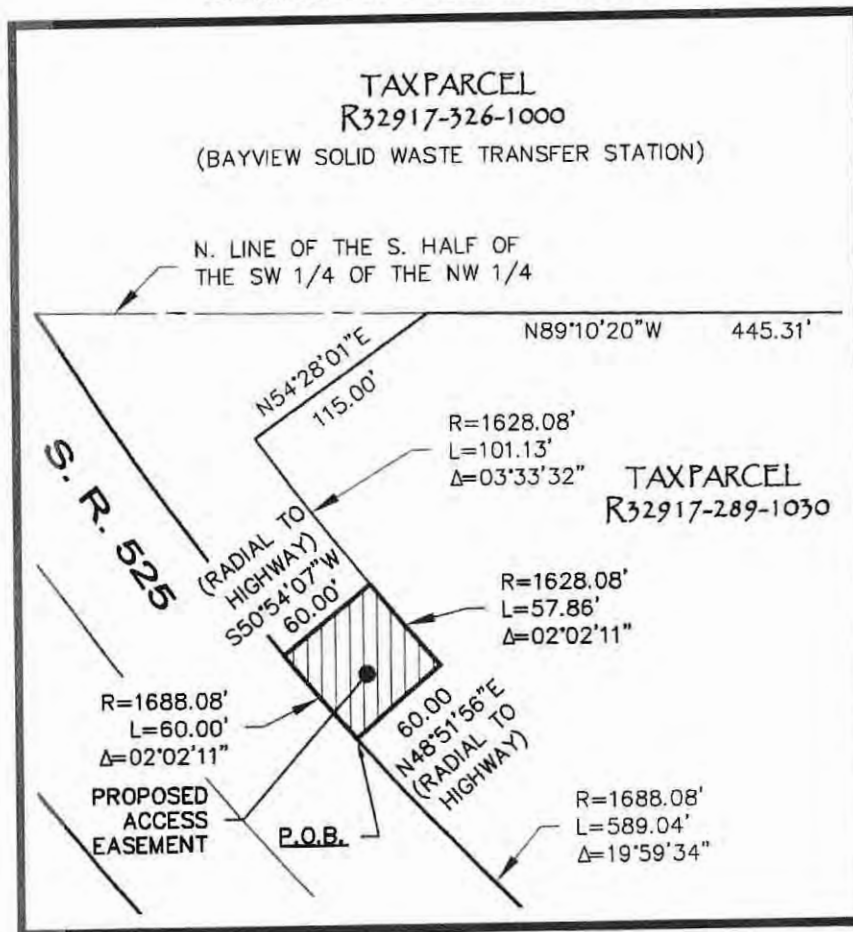 TAX PARCEL
R32917-326-1000
(BAYVIEW SOLID WASTE TRANSFER STATION)
N. LINE OF THE S. HALF OF
THE SW 1/4 OF THE NW 1/4
N89°10'20"W 445.31'
N54°28'01"E
115.00'
R=1628.08'
L=101.13'
Δ=03°33'32"
TAX PARCEL
R32917-289-1030
S. R. 525
(RADIAL TO
HIGHWAY)
S50°54'07"W
60.00'
R=1628.08'
L=57.86'
Δ=02°02'11"
R=1688.08'
L=60.00'
Δ=02°02'11"
60.00
N48°51'56"E
(RADIAL TO
HIGHWAY)
PROPOSED
ACCESS
EASEMENT
P.O.B.
R=1688.08'
L=589.04'
Δ=19°59'34"